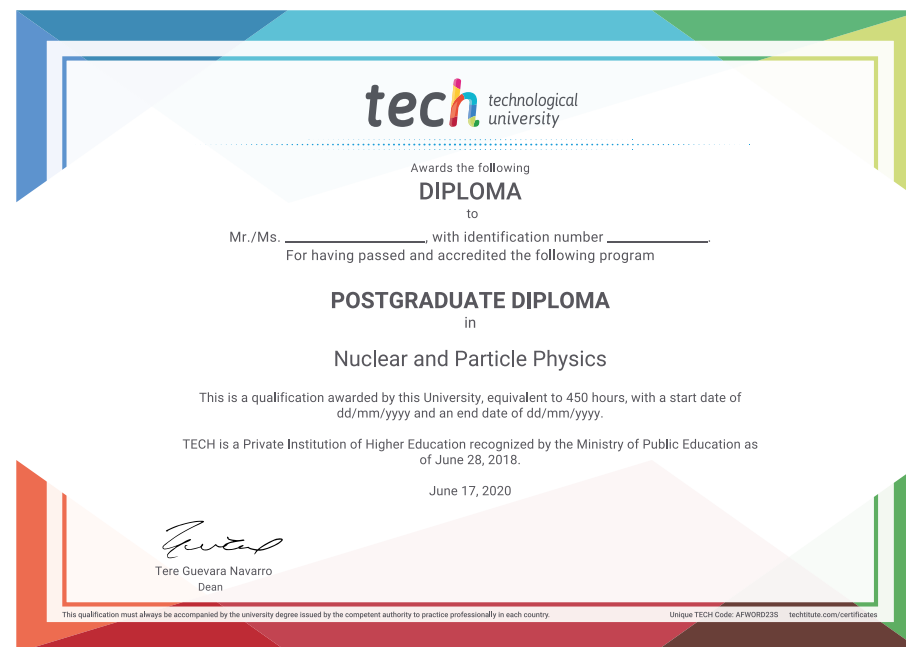 tech technological
university
Awards the following
DIPLOMA
to
Mr./Ms. ____________________, with identification number ______________.
For having passed and accredited the following program
POSTGRADUATE DIPLOMA
in
Nuclear and Particle Physics
This is a qualification awarded by this University, equivalent to 450 hours, with a start date of
dd/mm/yyyy and an end date of dd/mm/yyyy.
TECH is a Private Institution of Higher Education recognized by the Ministry of Public Education as
of June 28, 2018.
June 17, 2020
Tere Guevara Navarro
Dean
This qualification must always be accompanied by the university degree issued by the competent authority to practice professionally in each country. Unique TECH Code: AFWORD23S techtitute.com/certificates